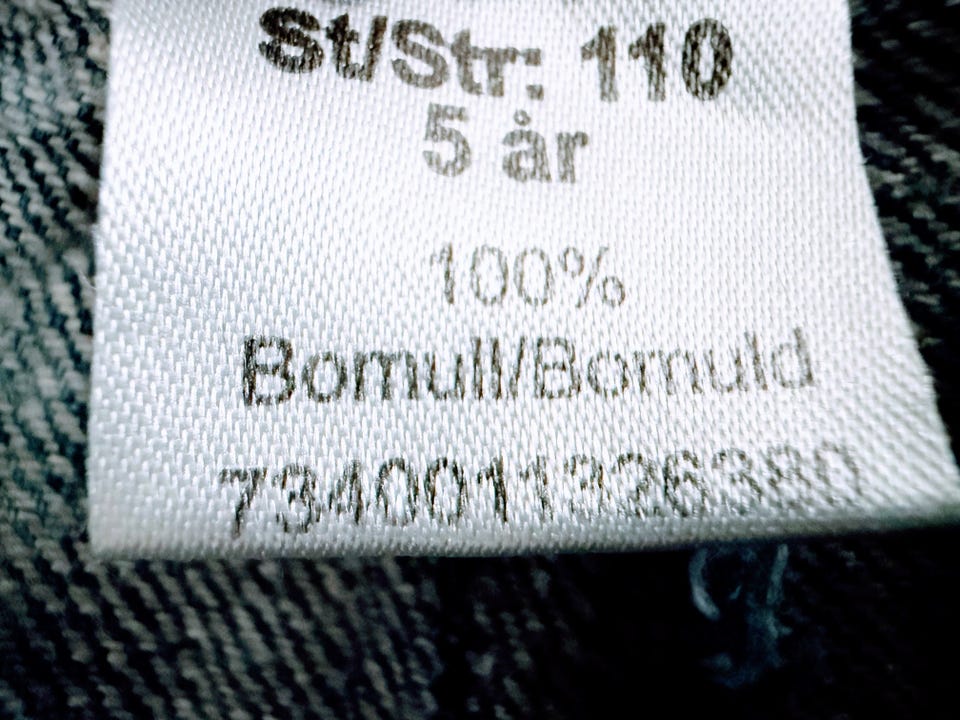 St/Str: 110
5 år
100%
Bomull/Bomuld
7340011326380